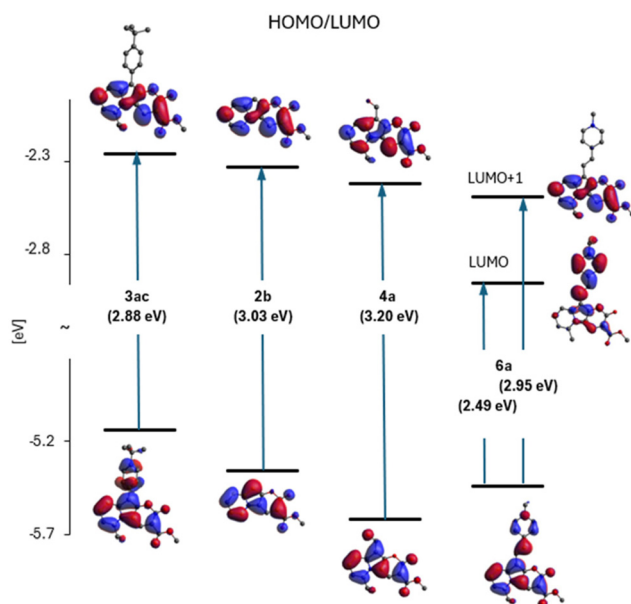 HOMO/LUMO
-2.3
LUMO+1
-2.8
LUMO
3ac
(2.88 eV)
2b
(3.03 eV)
4a
(3.20 eV)
[eV]
~
6a
(2.95 eV)
(2.49 eV)
-5.2
-5.7